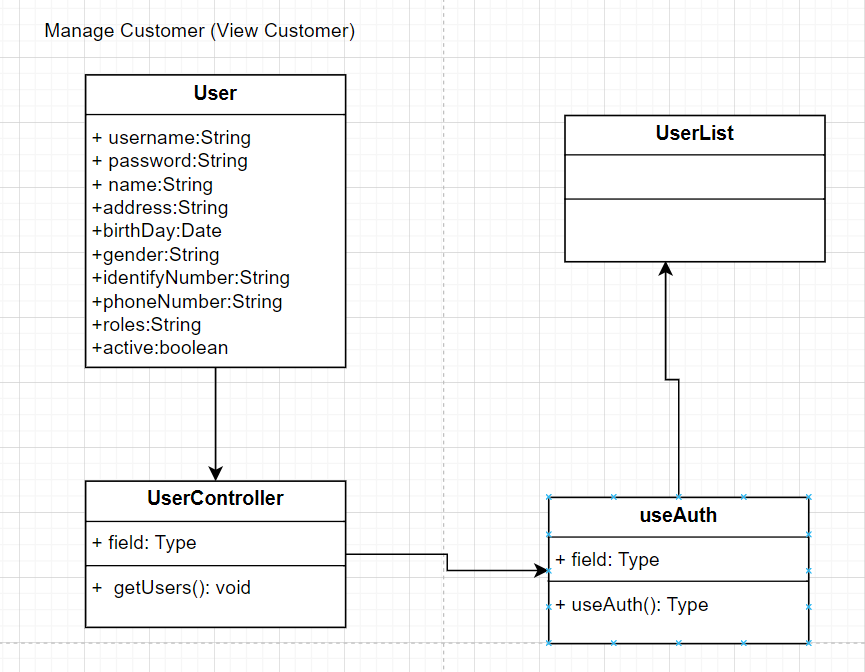 Manage Customer (View Customer)
User
+ username:String
+ password:String
+ name:String
+address:String
+birthDay:Date
+gender:String
+identifyNumber:String
+phoneNumber:String
+roles:String
+active:boolean
UserList
UserController
+ field: Type
+ getUsers(): void
useAuth
+ field: Type
+ useAuth(): Type